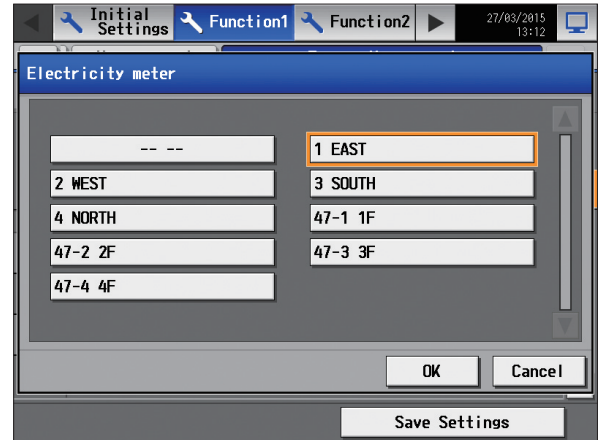 Initial
Settings
Function1
Function2
27/03/2015
13:12
Electricity meter
-- --
1 EAST
2 WEST
3 SOUTH
4 NORTH
47-1 1F
47-2 2F
47-3 3F
47-4 4F
OK
Cancel
Save Settings